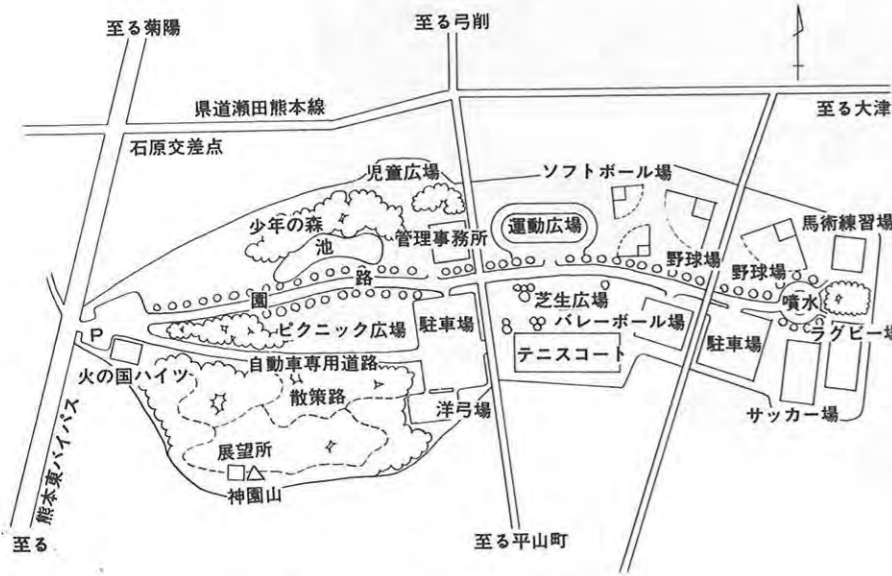 至る菊陽
至る弓削
県道瀬田熊本線
至る大津
石原交差点
児童広場
ソフトボール場
少年の森
池
管理事務所
運動広場
馬術練習場
野球場
野球場
園路
噴水
P
ピクニック広場
駐車場
芝生広場
バレーボール場
ラグビー場
自動車専用道路
テニスコート
駐車場
火の国ハイツ
散策路
洋弓場
サッカー場
展望所
神園山
熊本東バイパス
至る
至る平山町